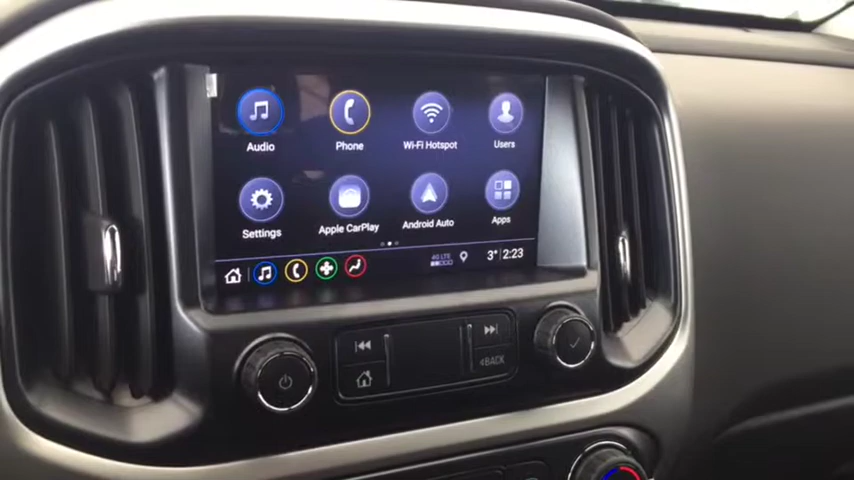 Audio Phone Wi-Fi Hotspot Users
Settings Apple CarPlay Android Auto Apps
4G LTE 3° 2:23
BACK